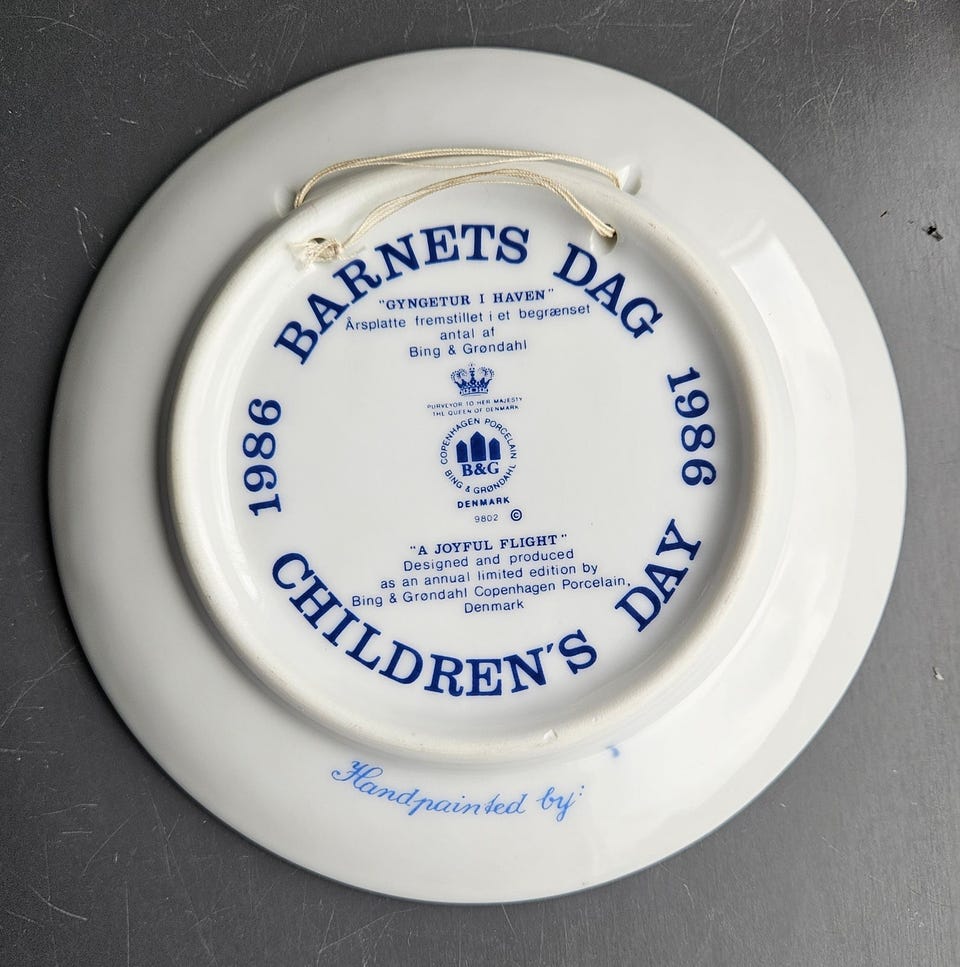 BARNETS DAG
1986
1986
"GYNGETUR I HAVEN"
Årsplatte fremstillet i et begrænset
antal af
Bing & Grøndahl
PURVEYOR TO HER MAJESTY
THE QUEEN OF DENMARK
COPENHAGEN PORCELAIN
B&G
BING & GRØNDAHL
DENMARK
9802 ©
"A JOYFUL FLIGHT"
Designed and produced
as an annual limited edition by
Bing & Grøndahl Copenhagen Porcelain,
Denmark
CHILDREN'S DAY
Handpainted by: